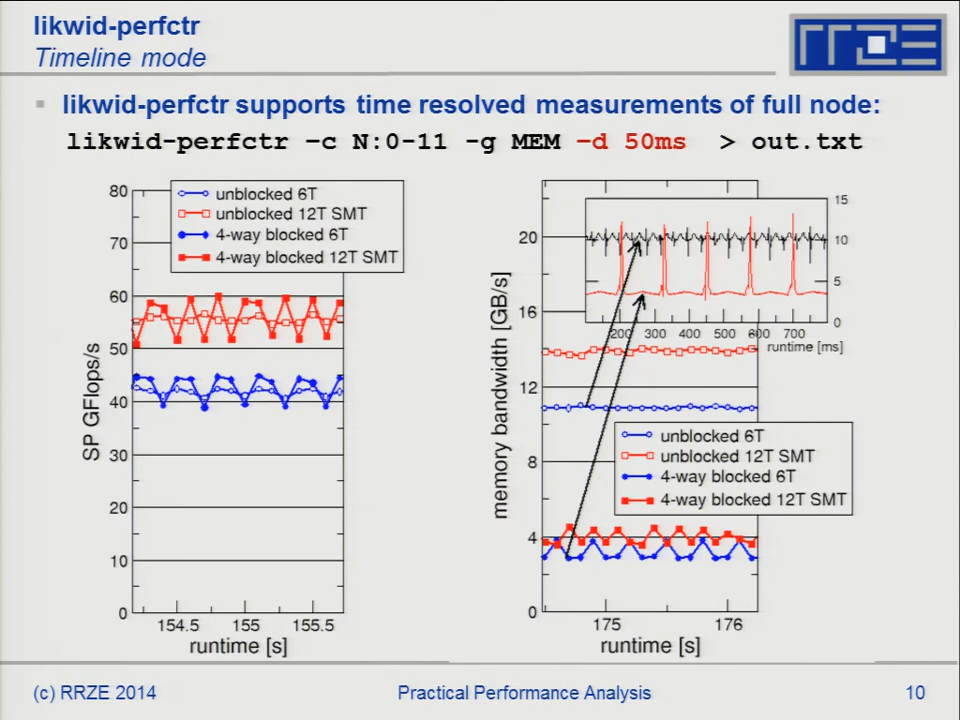 likwid-perfctr
Timeline mode
RRZE
likwid-perfctr supports time resolved measurements of full node:
likwid-perfctr –c N:0-11 -g MEM –d 50ms > out.txt
80
70
60
50
40
30
20
10
0
SP GFlops/s
unblocked 6T
unblocked 12T SMT
4-way blocked 6T
4-way blocked 12T SMT
154.5 155 155.5
runtime [s]
20
16
12
8
4
0
memory bandwidth [GB/s]
15
10
5
0
200 300 400 500 600 700
runtime [ms]
unblocked 6T
unblocked 12T SMT
4-way blocked 6T
4-way blocked 12T SMT
175 176
runtime [s]
(c) RRZE 2014 Practical Performance Analysis 10